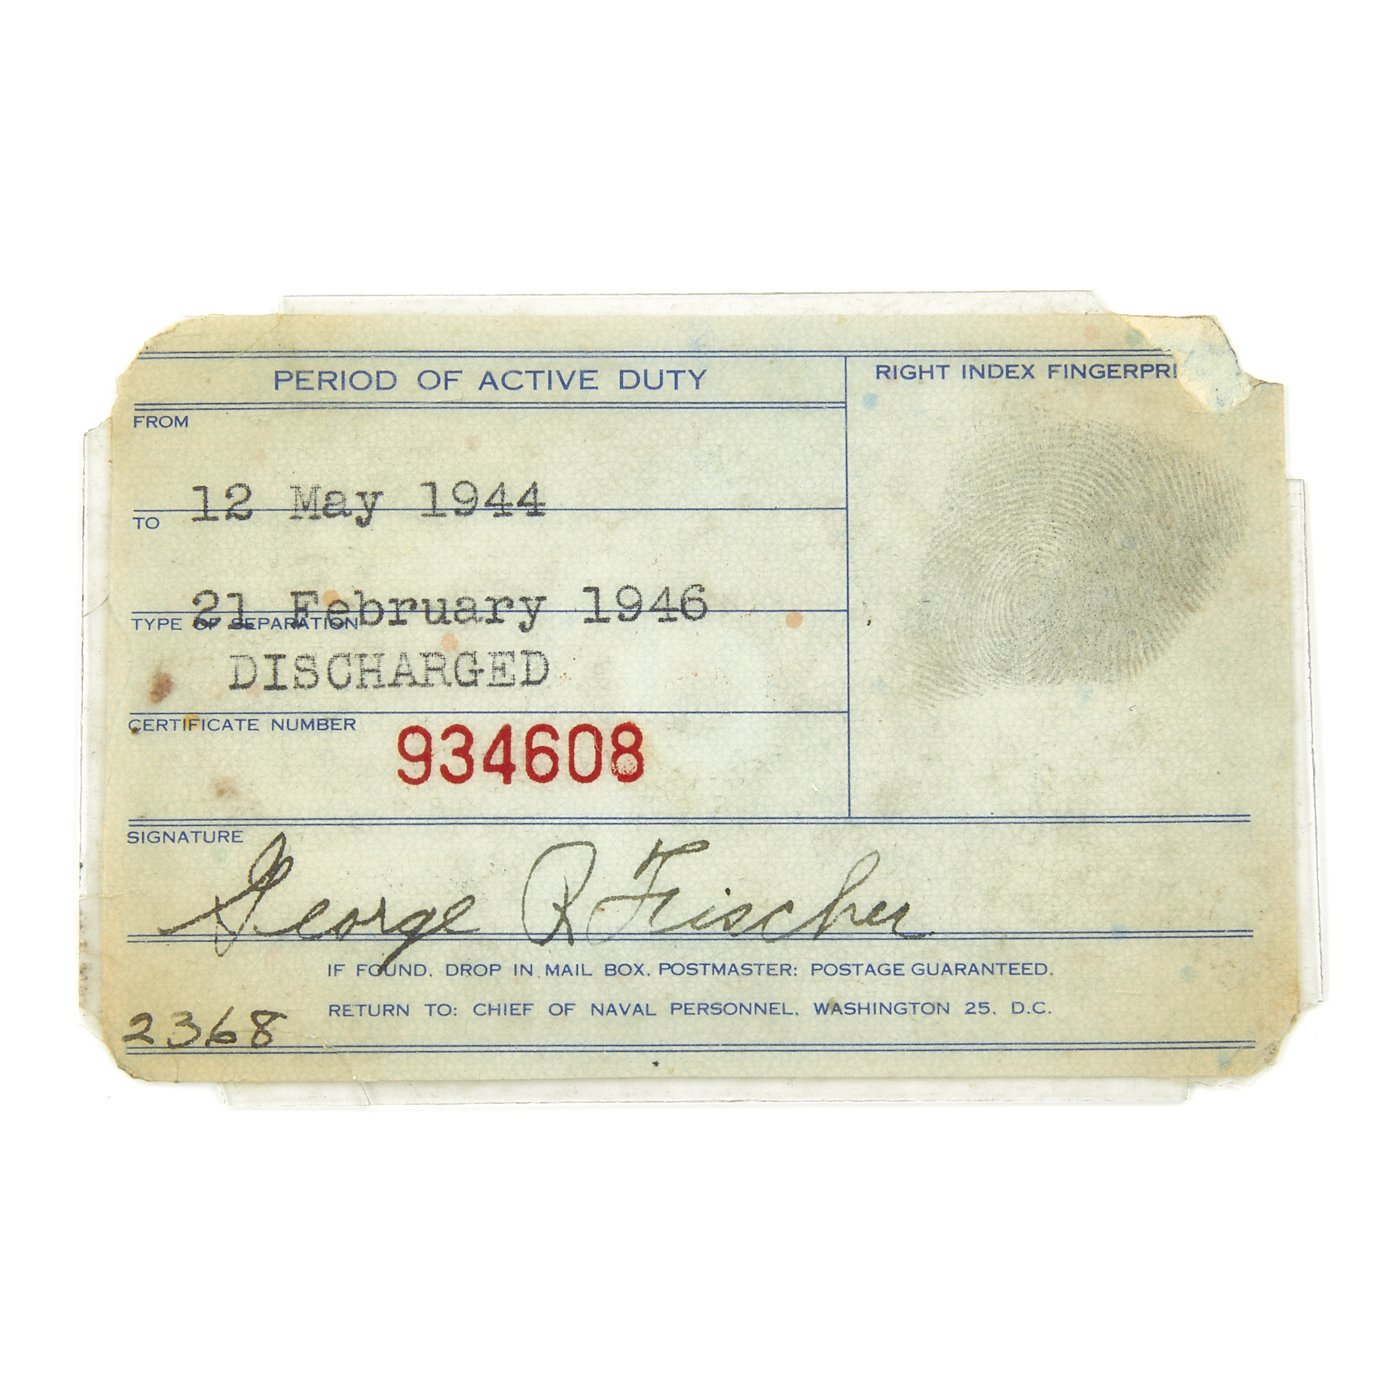 PERIOD OF ACTIVE DUTY
RIGHT INDEX FINGERPRI
FROM
12 May 1944
TO
21 February 1946
TYPE OF SEPARATION
DISCHARGED
CERTIFICATE NUMBER
934608
SIGNATURE
George R Fischer
IF FOUND, DROP IN MAIL BOX. POSTMASTER: POSTAGE GUARANTEED.
RETURN TO: CHIEF OF NAVAL PERSONNEL, WASHINGTON 25, D.C.
2368